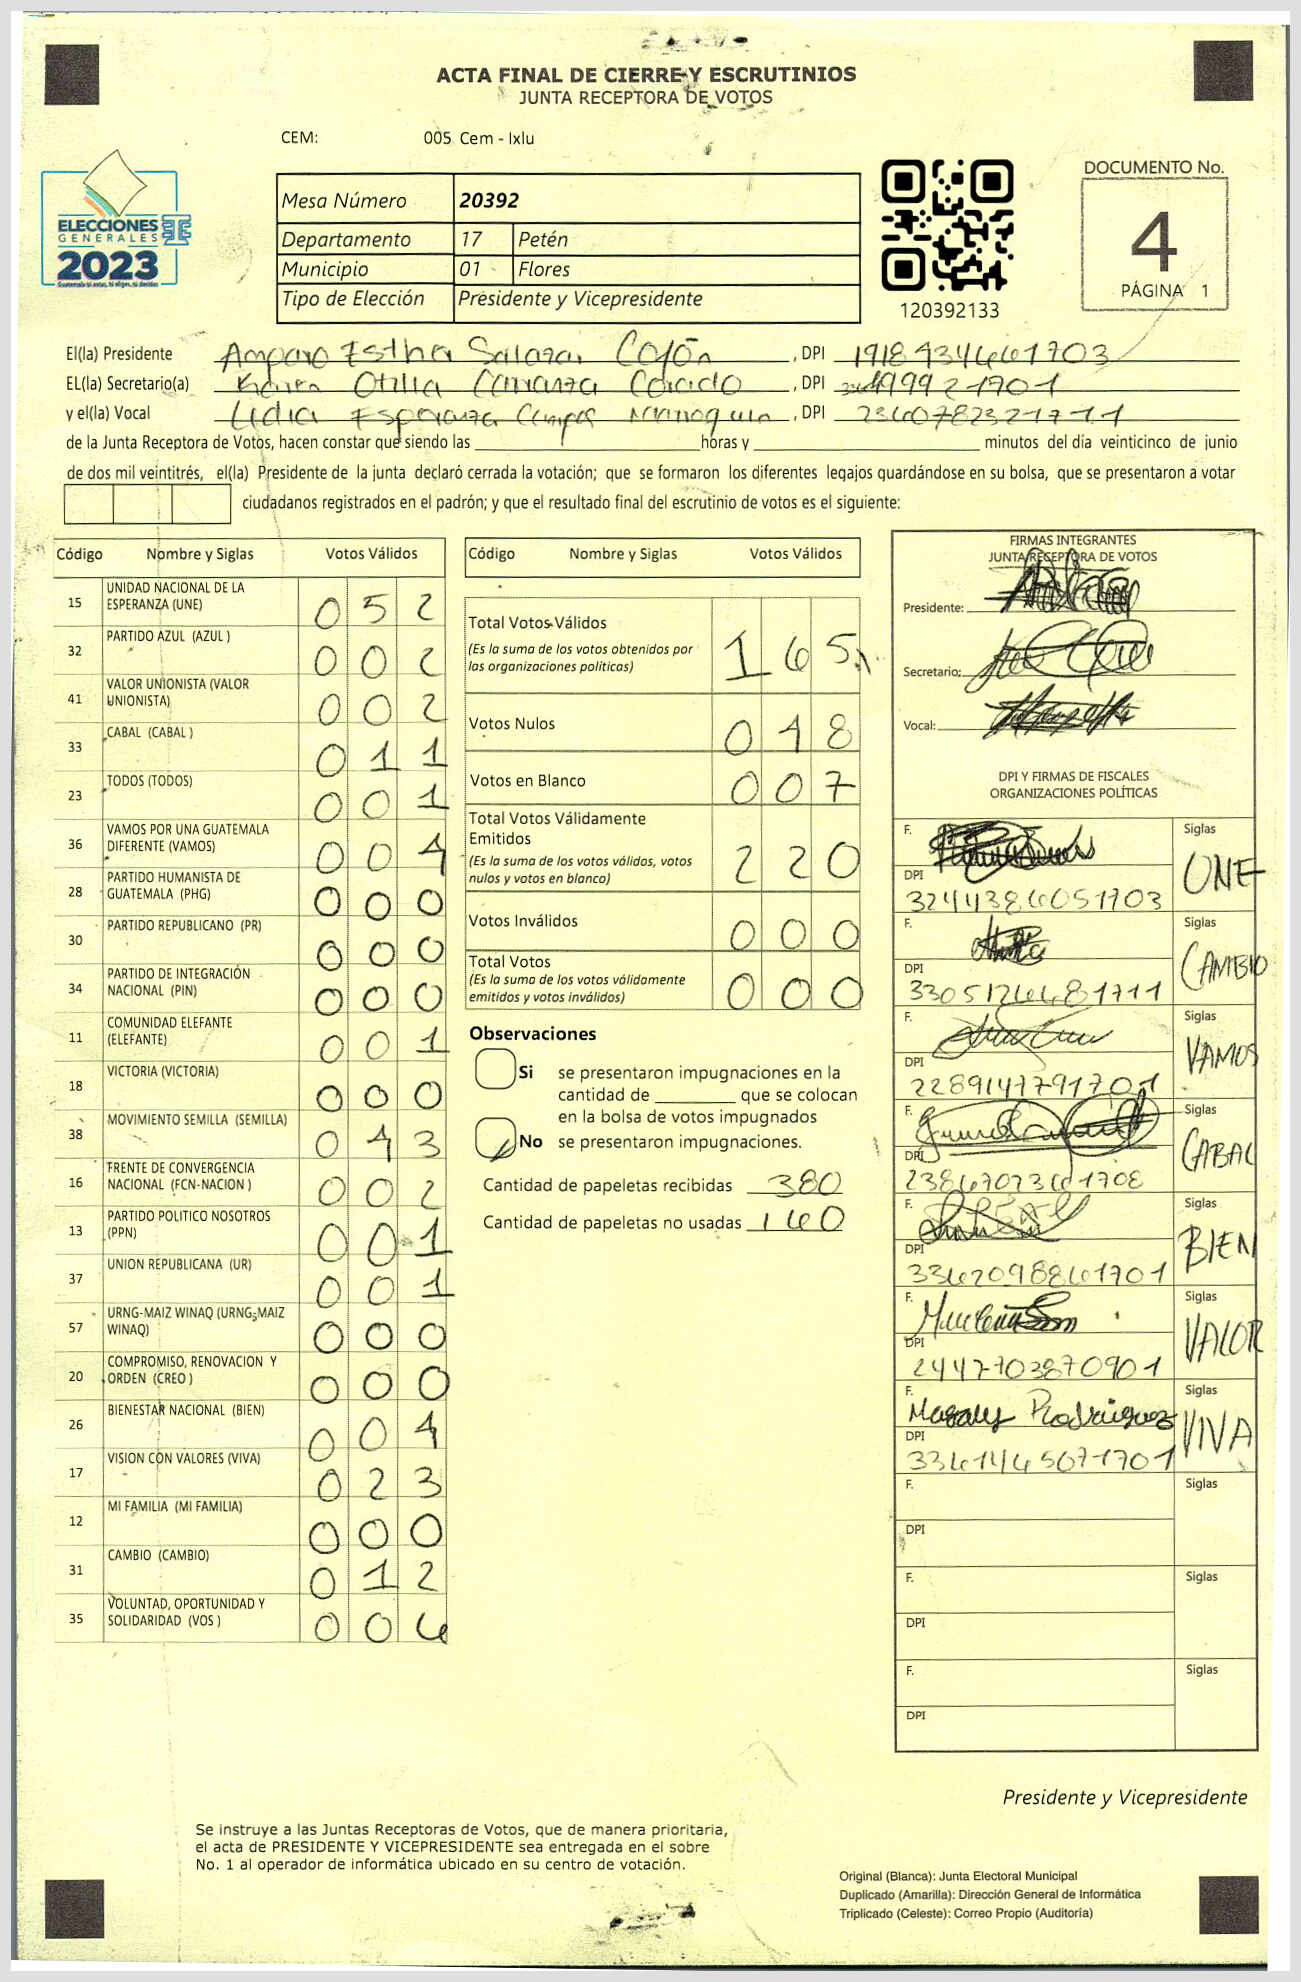 ACTA FINAL DE CIERRE Y ESCRUTINIOS
JUNTA RECEPTORA DE VOTOS
CEM: 005 Cem - Ixlu
ELECCIONES
GENERALES
2023
Mesa Número 20392
Departamento 17 Petén
Municipio 01 Flores
Tipo de Elección Presidente y Vicepresidente
120392133
DOCUMENTO No.
4
PÁGINA 1
El(la) Presidente Amparo Esther Salazar Cofón , DPI 1918934661703
EL(la) Secretario(a) Otilia Carranza Corado , DPI
y el(la) Vocal Lidia Esperanza Campos , DPI 2360782321711
de la Junta Receptora de Votos, hacen constar que siendo las horas y minutos del día veinticinco de junio
de dos mil veintitrés, el(la) Presidente de la junta declaró cerrada la votación; que se formaron los diferentes legajos guardándose en su bolsa, que se presentaron a votar
ciudadanos registrados en el padrón; y que el resultado final del escrutinio de votos es el siguiente:
Código Nombre y Siglas Votos Válidos
15 UNIDAD NACIONAL DE LA ESPERANZA (UNE) 0 5 2
32 PARTIDO AZUL (AZUL ) 0 0 2
41 VALOR UNIONISTA (VALOR UNIONISTA) 0 0 2
33 CABAL (CABAL ) 0 1 1
23 TODOS (TODOS) 0 0 1
36 VAMOS POR UNA GUATEMALA DIFERENTE (VAMOS) 0 0 4
28 PARTIDO HUMANISTA DE GUATEMALA (PHG) 0 0 0
30 PARTIDO REPUBLICANO (PR) 0 0 0
34 PARTIDO DE INTEGRACIÓN NACIONAL (PIN) 0 0 0
11 COMUNIDAD ELEFANTE (ELEFANTE) 0 0 1
18 VICTORIA (VICTORIA) 0 0 0
38 MOVIMIENTO SEMILLA (SEMILLA) 0 4 3
16 FRENTE DE CONVERGENCIA NACIONAL (FCN-NACION ) 0 0 2
13 PARTIDO POLITICO NOSOTROS (PPN) 0 0 1
37 UNION REPUBLICANA (UR) 0 0 1
57 URNG-MAIZ WINAQ (URNG-MAIZ WINAQ) 0 0 0
20 COMPROMISO, RENOVACION Y ORDEN (CREO ) 0 0 0
26 BIENESTAR NACIONAL (BIEN) 0 0 4
17 VISION CON VALORES (VIVA) 0 2 3
12 MI FAMILIA (MI FAMILIA) 0 0 0
31 CAMBIO (CAMBIO) 0 1 2
35 VOLUNTAD, OPORTUNIDAD Y SOLIDARIDAD (VOS ) 0 0 6
Código Nombre y Siglas Votos Válidos
Total Votos Válidos 1 6 5
(Es la suma de los votos obtenidos por
las organizaciones políticas)
Votos Nulos 0 4 8
Votos en Blanco 0 0 7
Total Votos Válidamente
Emitidos 2 2 0
(Es la suma de los votos válidos, votos
nulos y votos en blanco)
Votos Inválidos 0 0 0
Total Votos 0 0 0
(Es la suma de los votos válidamente
emitidos y votos inválidos)
Observaciones
Si se presentaron impugnaciones en la
cantidad de que se colocan
en la bolsa de votos impugnados
No se presentaron impugnaciones.
Cantidad de papeletas recibidas 380
Cantidad de papeletas no usadas 160
FIRMAS INTEGRANTES
JUNTA RECEPTORA DE VOTOS
Presidente:
Secretario:
Vocal:
DPI Y FIRMAS DE FISCALES
ORGANIZACIONES POLÍTICAS
F. Siglas UNE
DPI 3244386051703
F. Siglas CAMBIO
DPI 3305126481711
F. Siglas VAMOS
DPI 2289147791701
F. Siglas CABAL
DPI 2386702361708
F. Siglas BIEN
DPI 3362098861701
F. Siglas VALOR
DPI 2447703870901
F. Magaly Rodríguez Siglas VIVA
DPI 3361465071701
F. Siglas
DPI
F. Siglas
DPI
F. Siglas
DPI
Presidente y Vicepresidente
Se instruye a las Juntas Receptoras de Votos, que de manera prioritaria,
el acta de PRESIDENTE Y VICEPRESIDENTE sea entregada en el sobre
No. 1 al operador de informática ubicado en su centro de votación.
Original (Blanca): Junta Electoral Municipal
Duplicado (Amarilla): Dirección General de Informática
Triplicado (Celeste): Correo Propio (Auditoría)